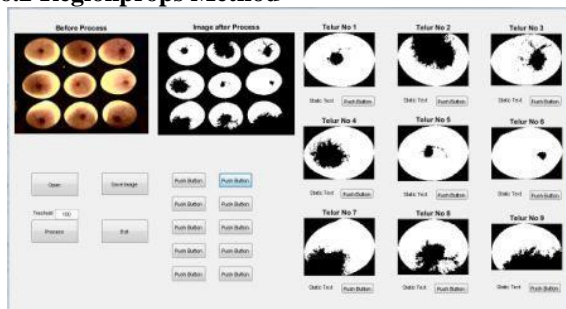 Regionprops Method
Before Process
Image after Process
Telur No 1
Telur No 2
Telur No 3
Static Text Push Button
Static Text Push Button
Static Text Push Button
Telur No 4
Telur No 5
Telur No 6
Static Text Push Button
Static Text Push Button
Static Text Push Button
Telur No 7
Telur No 8
Telur No 9
Static Text Push Button
Static Text Push Button
Static Text Push Button
Open
Save Image
Treshold 100
Process
Exit
Push Button Push Button
Push Button Push Button
Push Button Push Button
Push Button Push Button
Push Button Push Button